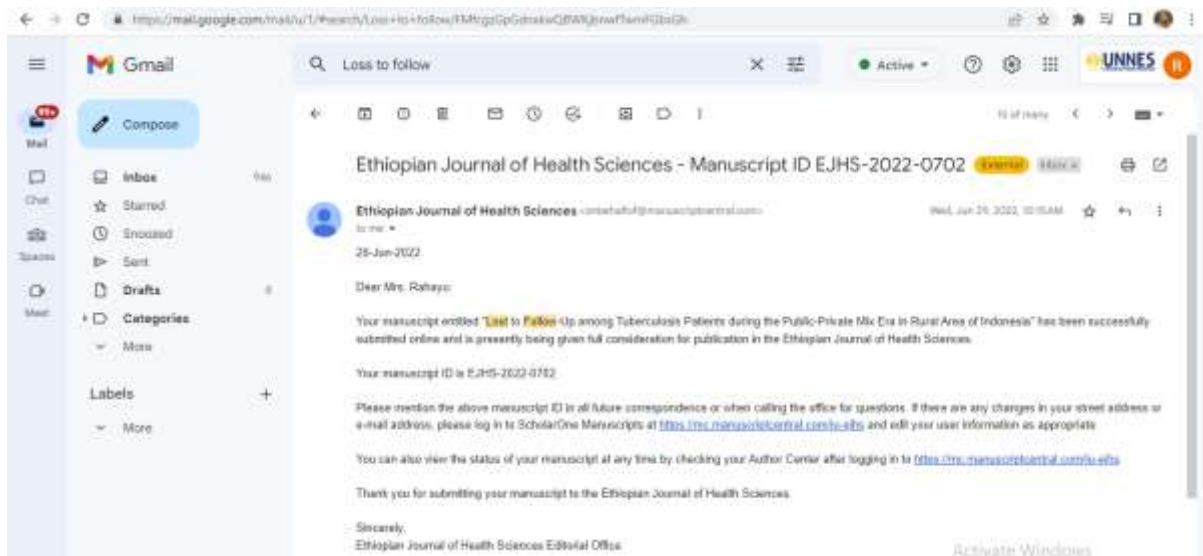 Gmail
Loss to follow
Active
UNNES
R
99+
Mail
Compose
Chat
Inbox
Starred
Spaces
Snoozed
Sent
Meet
Drafts
Categories
More
Labels
More
of many
Ethiopian Journal of Health Sciences - Manuscript ID EJHS-2022-0702 External Inbox x
Ethiopian Journal of Health Sciences
Wed, Jun 29, 2022, 10:15 AM
to me
28-Jun-2022
Dear Mrs. Rahayu:
Your manuscript entitled "Lost to Follow-Up among Tuberculosis Patients during the Public-Private Mix Era in Rural Area of Indonesia" has been successfully
submitted online and is presently being given full consideration for publication in the Ethiopian Journal of Health Sciences.
Your manuscript ID is EJHS-2022-0702.
Please mention the above manuscript ID in all future correspondence or when calling the office for questions. If there are any changes in your street address or
e-mail address, please log in to ScholarOne Manuscripts at https://mc.manuscriptcentral.com/ju-ejhs and edit your user information as appropriate.
You can also view the status of your manuscript at any time by checking your Author Center after logging in to https://mc.manuscriptcentral.com/ju-ejhs.
Thank you for submitting your manuscript to the Ethiopian Journal of Health Sciences.
Sincerely,
Ethiopian Journal of Health Sciences Editorial Office
Activate Windows